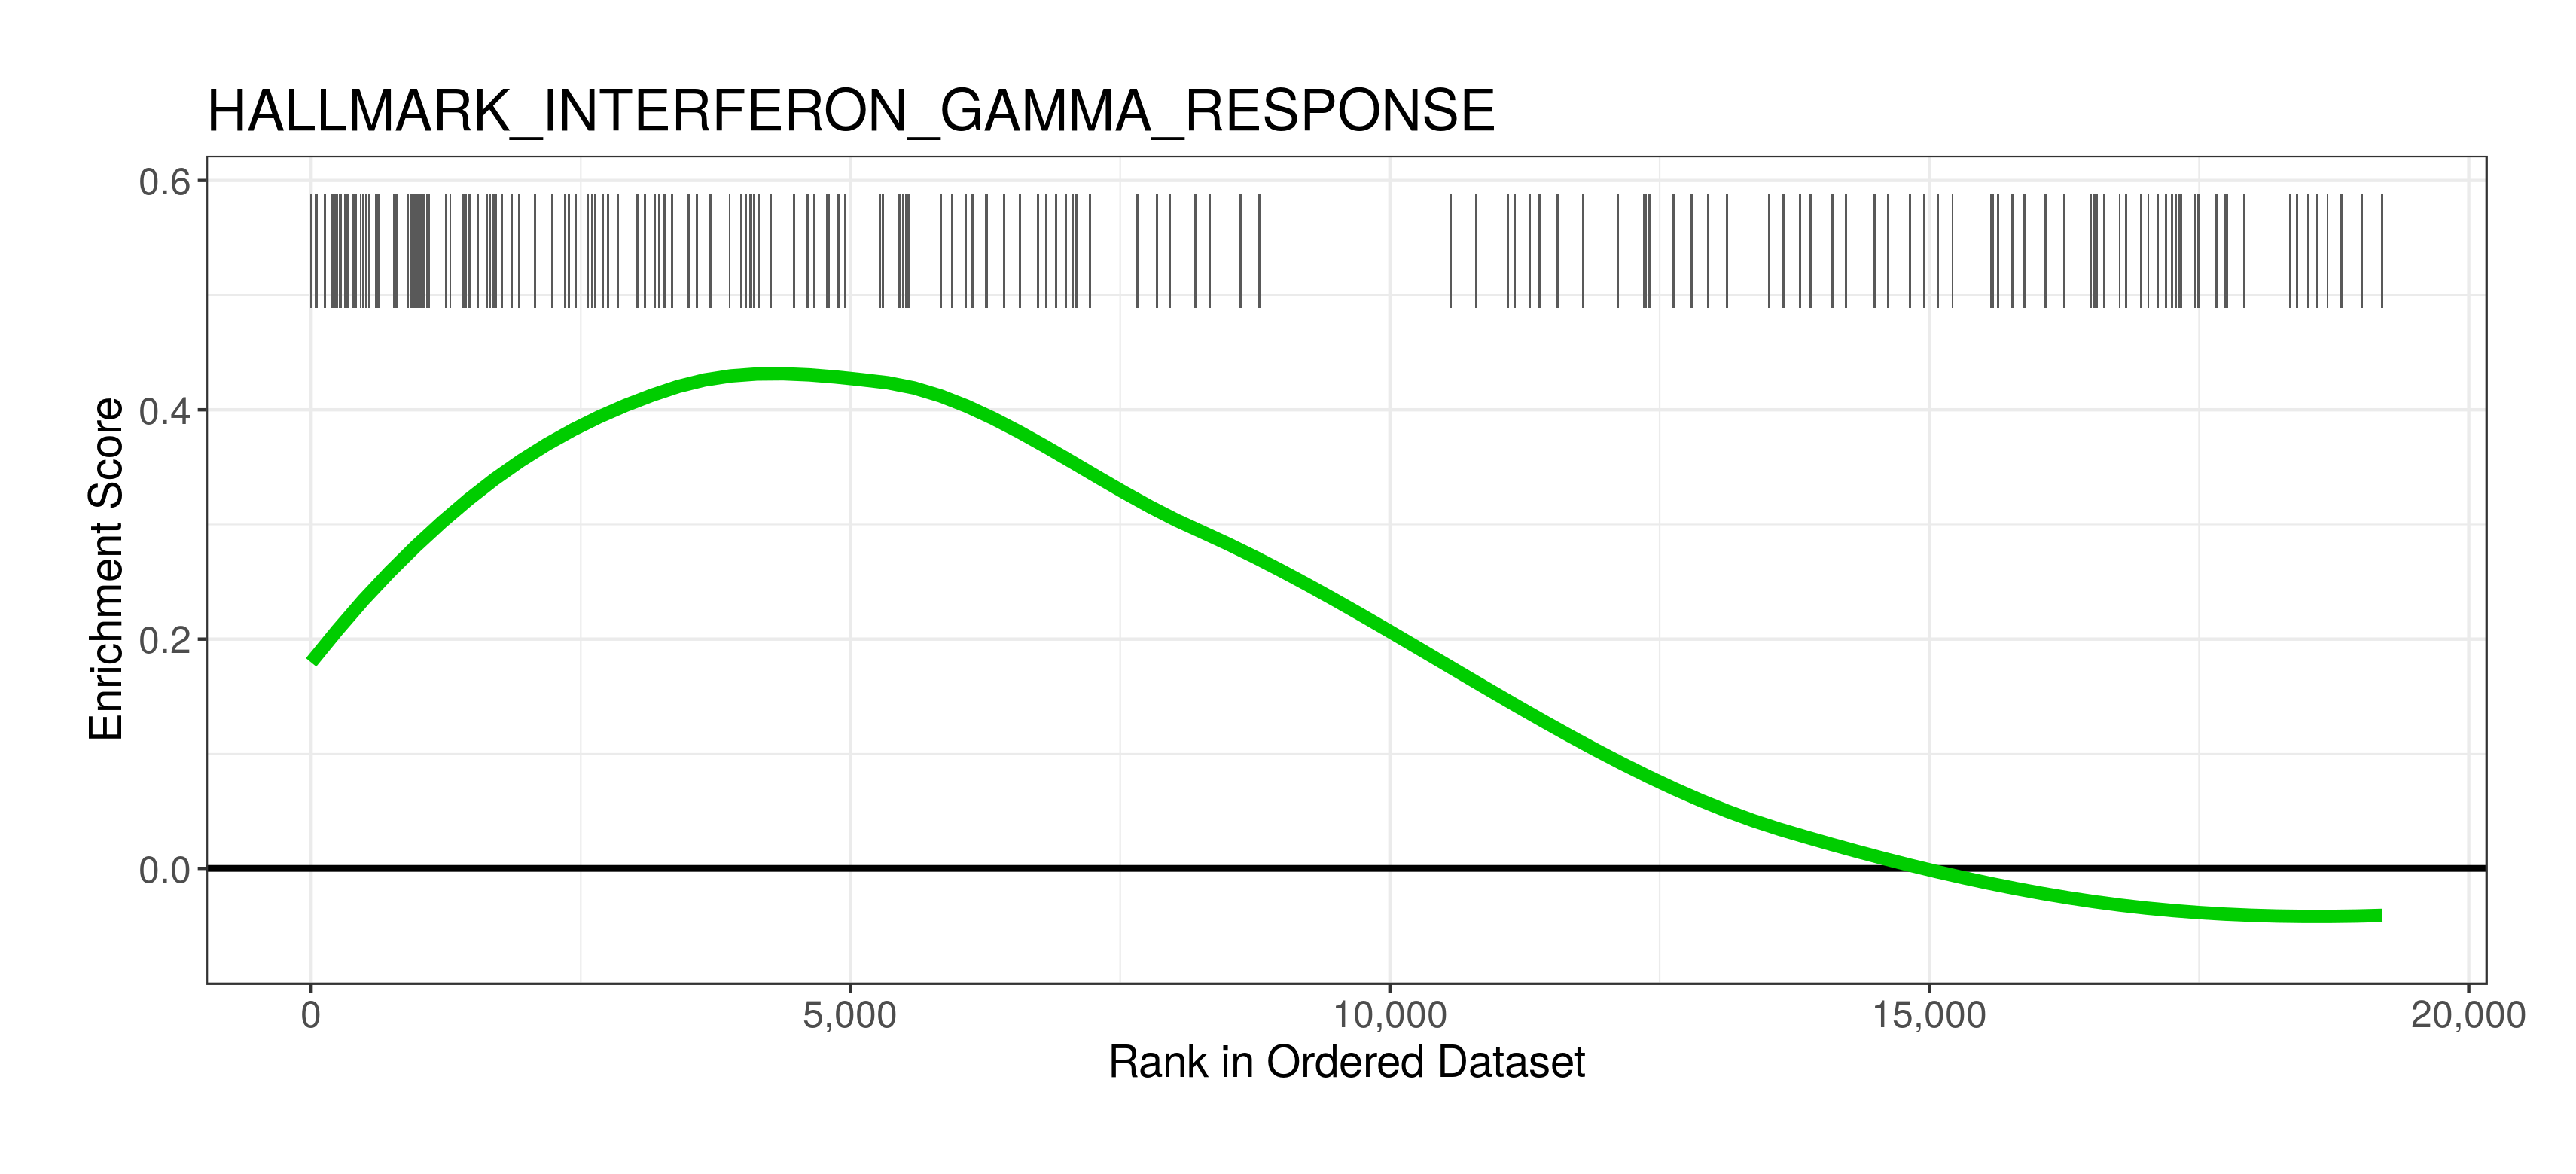 HALLMARK_INTERFERON_GAMMA_RESPONSE
0.6
0.4
0.2
0.0
Enrichment Score
0 5,000 10,000 15,000 20,000
Rank in Ordered Dataset